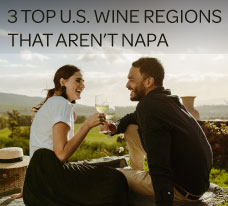 3 TOP U.S. WINE REGIONS
THAT AREN'T NAPA